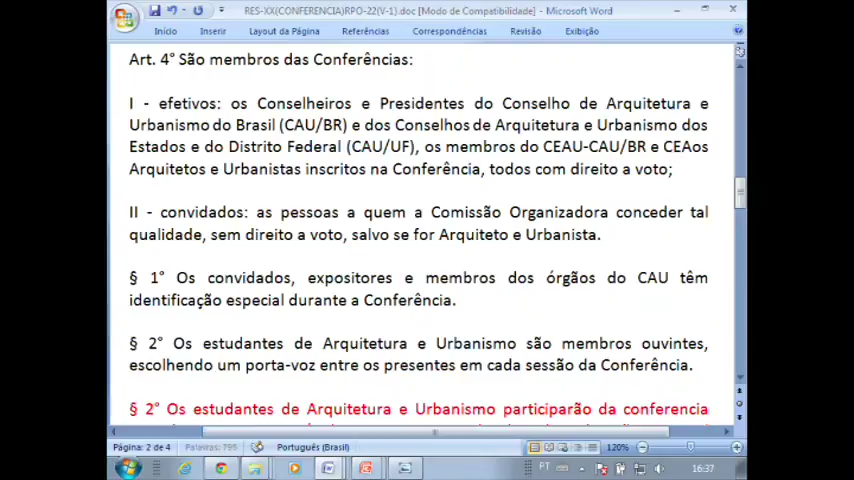 RES-XX(CONFERENCIA)RPO-22(V-1).doc [Modo de Compatibilidade] - Microsoft Word
Início Inserir Layout da Página Referências Correspondências Revisão Exibição
Art. 4° São membros das Conferências:
I - efetivos: os Conselheiros e Presidentes do Conselho de Arquitetura e
Urbanismo do Brasil (CAU/BR) e dos Conselhos de Arquitetura e Urbanismo dos
Estados e do Distrito Federal (CAU/UF), os membros do CEAU-CAU/BR e CEAos
Arquitetos e Urbanistas inscritos na Conferência, todos com direito a voto;
II - convidados: as pessoas a quem a Comissão Organizadora conceder tal
qualidade, sem direito a voto, salvo se for Arquiteto e Urbanista.
§ 1° Os convidados, expositores e membros dos órgãos do CAU têm
identificação especial durante a Conferência.
§ 2° Os estudantes de Arquitetura e Urbanismo são membros ouvintes,
escolhendo um porta-voz entre os presentes em cada sessão da Conferência.
§ 2° Os estudantes de Arquitetura e Urbanismo participarão da conferencia
Página: 2 de 4 Palavras: 795 Português (Brasil) 120%
PT 16:37